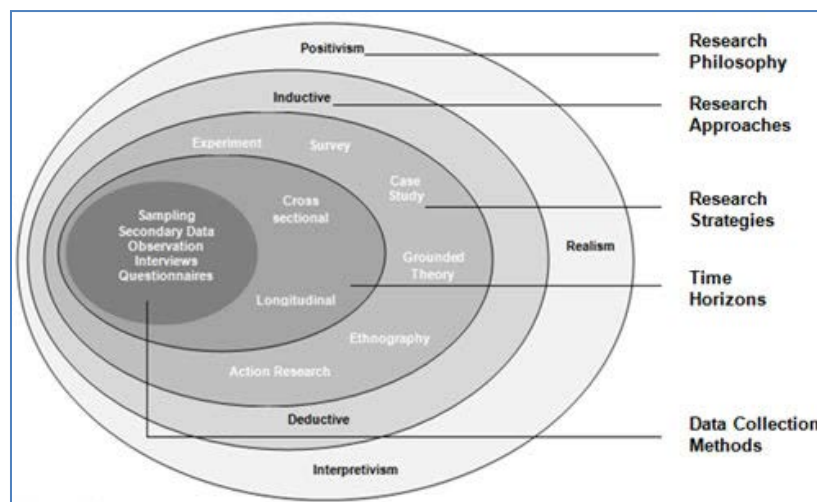 Positivism
Research
Philosophy
Inductive
Research
Approaches
Experiment
Survey
Case
Study
Research
Strategies
Cross
sectional
Sampling
Secondary Data
Observation
Interviews
Questionnaires
Realism
Grounded
Theory
Time
Horizons
Longitudinal
Ethnography
Action Research
Deductive
Data Collection
Methods
Interpretivism